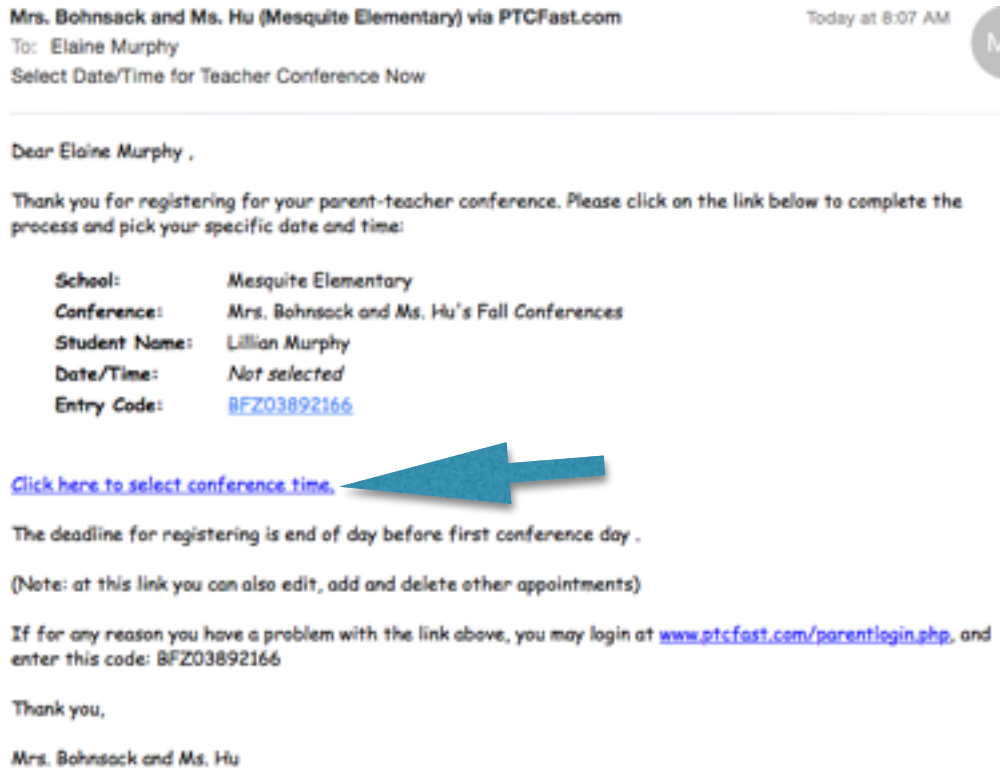 Mrs. Bohnsack and Ms. Hu (Mesquite Elementary) via PTCFast.com Today at 8:07 AM
To: Elaine Murphy
Select Date/Time for Teacher Conference Now
Dear Elaine Murphy ,
Thank you for registering for your parent-teacher conference. Please click on the link below to complete the
process and pick your specific date and time:
School: Mesquite Elementary
Conference: Mrs. Bohnsack and Ms. Hu's Fall Conferences
Student Name: Lillian Murphy
Date/Time: Not selected
Entry Code: BFZ03892166
Click here to select conference time.
The deadline for registering is end of day before first conference day .
(Note: at this link you can also edit, add and delete other appointments)
If for any reason you have a problem with the link above, you may login at www.ptcfast.com/parentlogin.php, and
enter this code: BFZ03892166
Thank you,
Mrs. Bohnsack and Ms. Hu